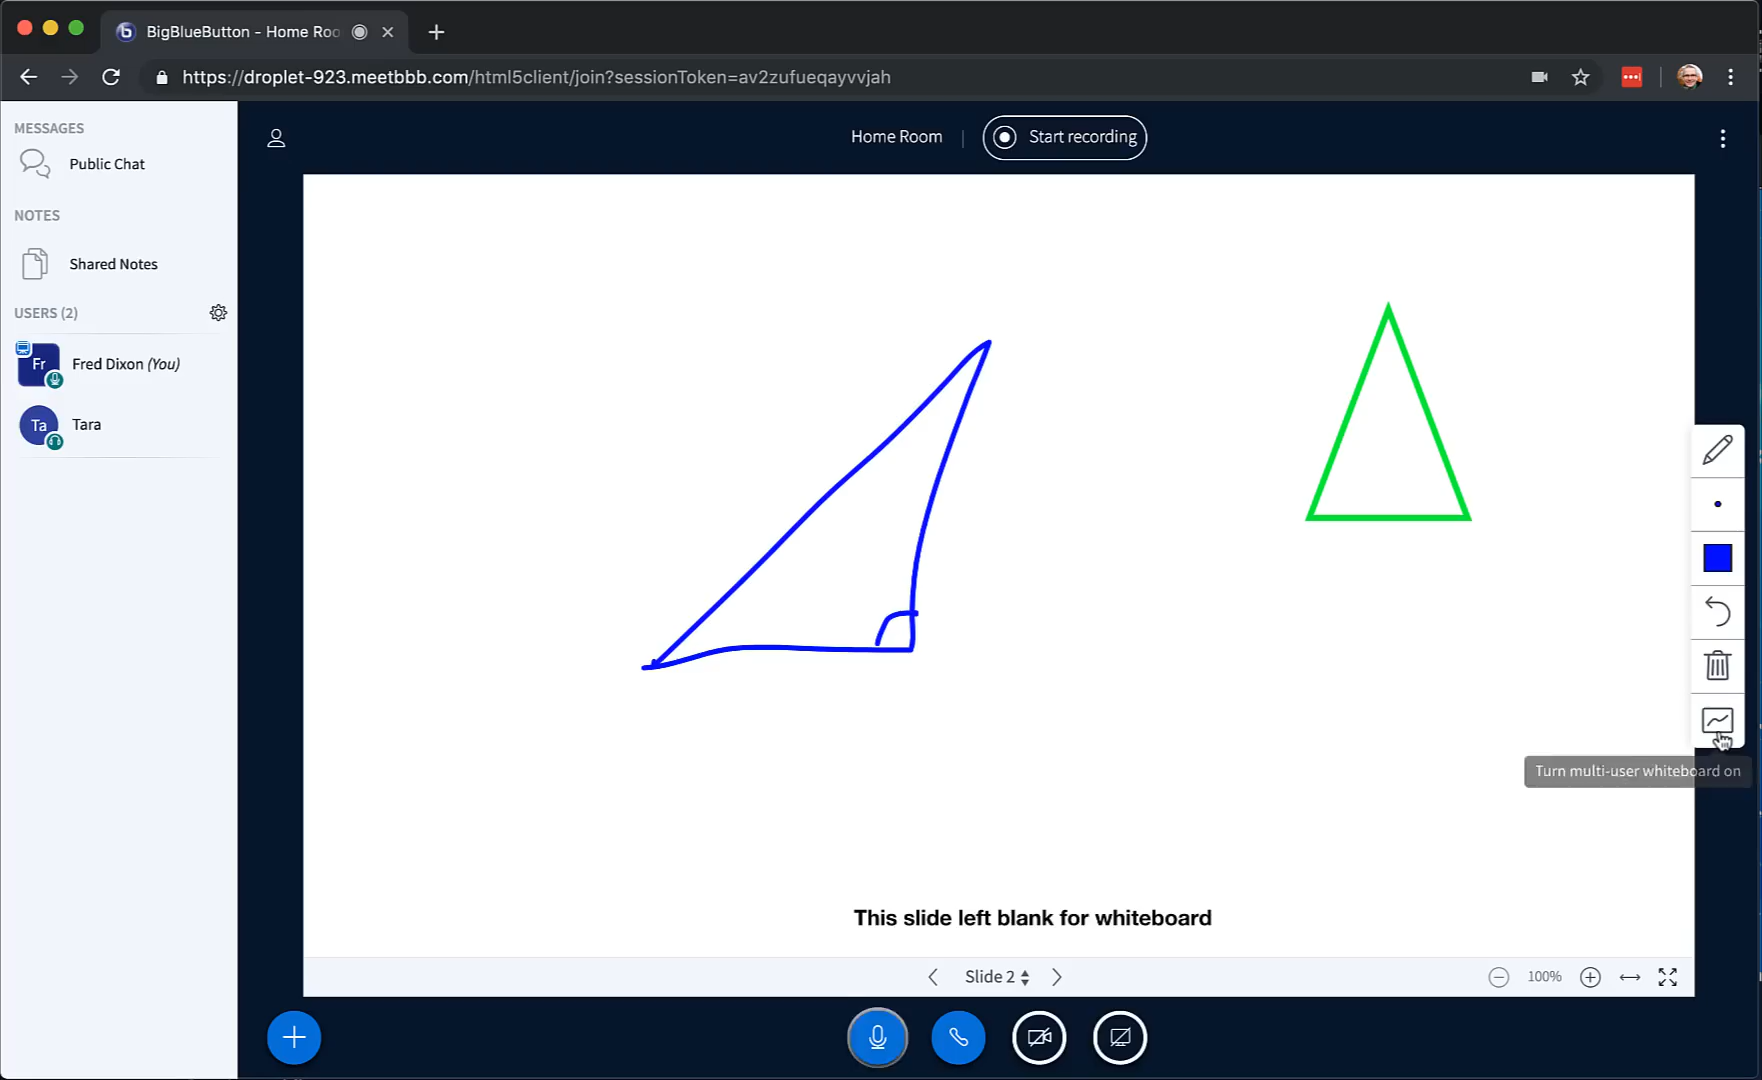 BigBlueButton - Home Roo
https://droplet-923.meetbbb.com/html5client/join?sessionToken=av2zufueqayvvjah
MESSAGES
Public Chat
NOTES
Shared Notes
USERS (2)
Fr
Fred Dixon (You)
Ta
Tara
Home Room
Start recording
Turn multi-user whiteboard on
This slide left blank for whiteboard
Slide 2
100%